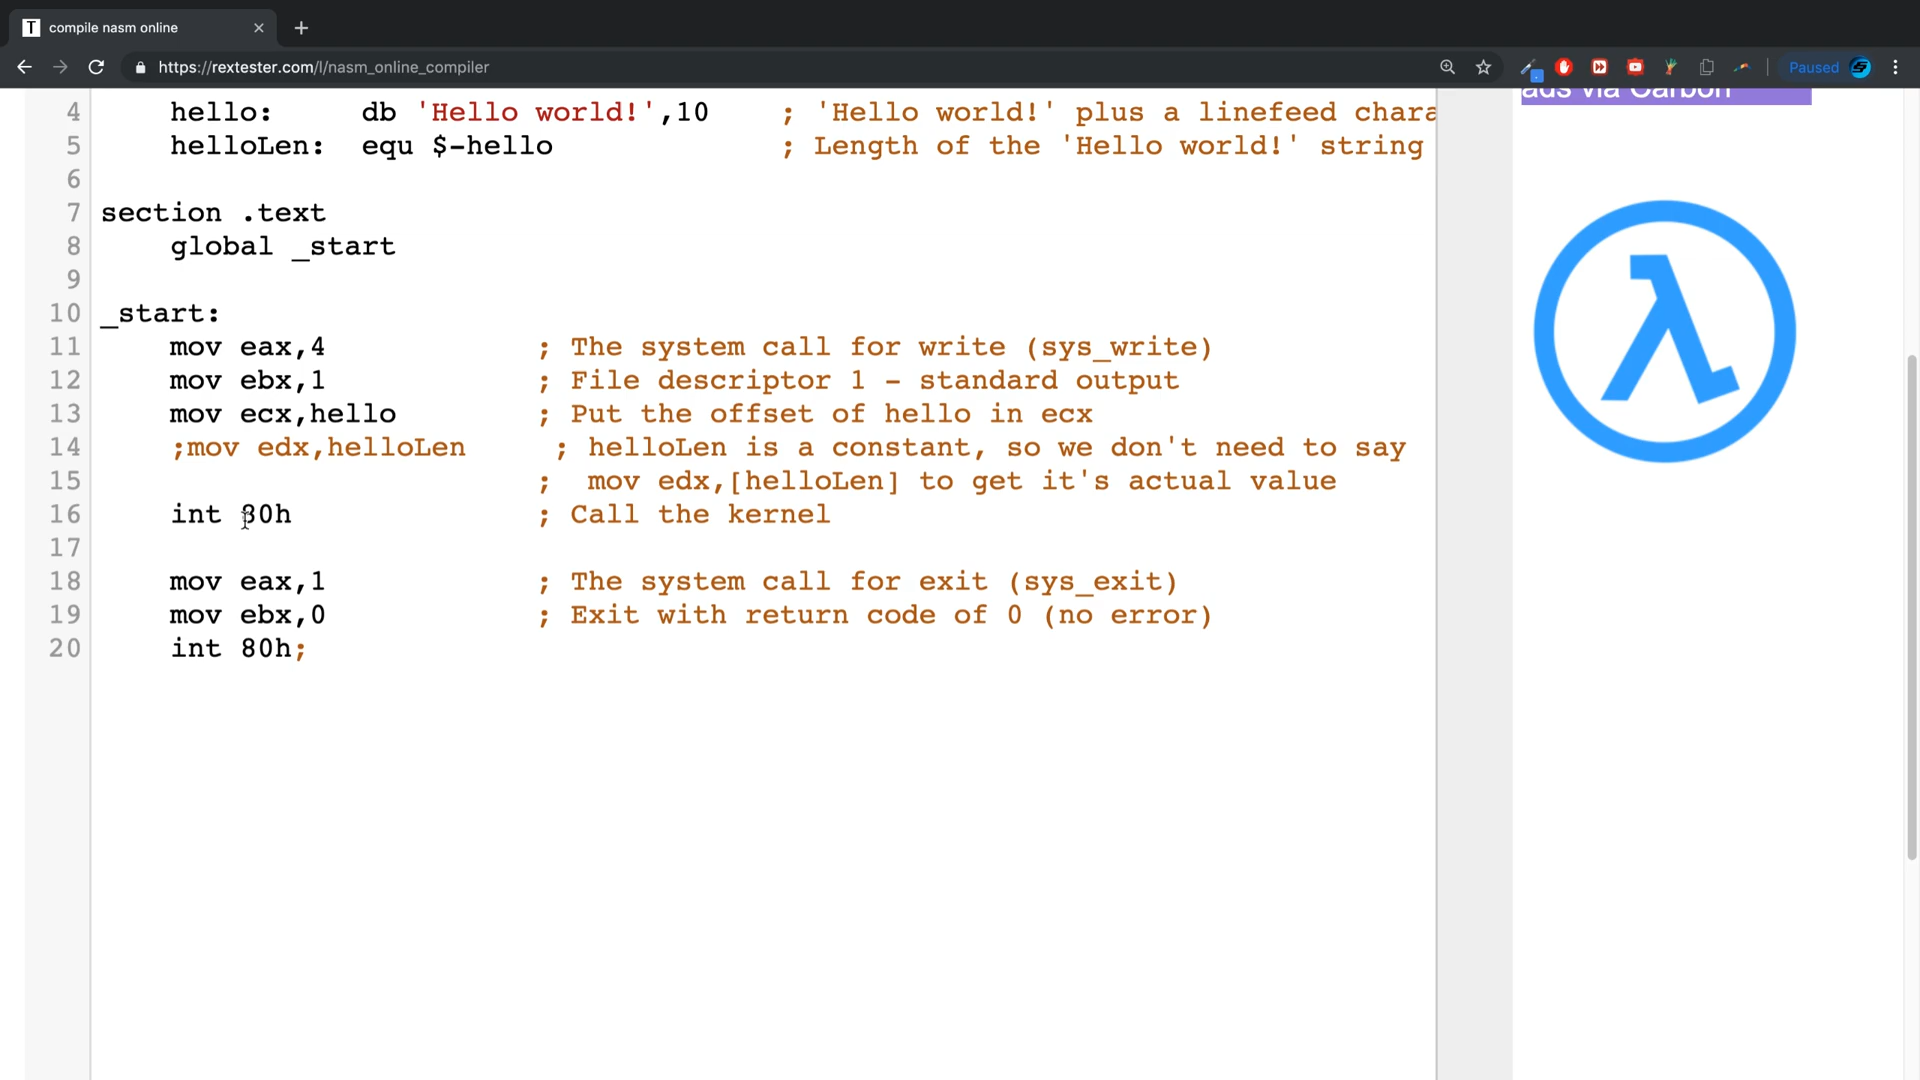 compile nasm online
https://rextester.com/l/nasm_online_compiler
Paused
ads via Carbon
4 hello: db 'Hello world!',10 ; 'Hello world!' plus a linefeed chara
5 helloLen: equ $-hello ; Length of the 'Hello world!' string
6
7 section .text
8 global _start
9
10 _start:
11 mov eax,4 ; The system call for write (sys_write)
12 mov ebx,1 ; File descriptor 1 - standard output
13 mov ecx,hello ; Put the offset of hello in ecx
14 ;mov edx,helloLen ; helloLen is a constant, so we don't need to say
15 ; mov edx,[helloLen] to get it's actual value
16 int 80h ; Call the kernel
17
18 mov eax,1 ; The system call for exit (sys_exit)
19 mov ebx,0 ; Exit with return code of 0 (no error)
20 int 80h;